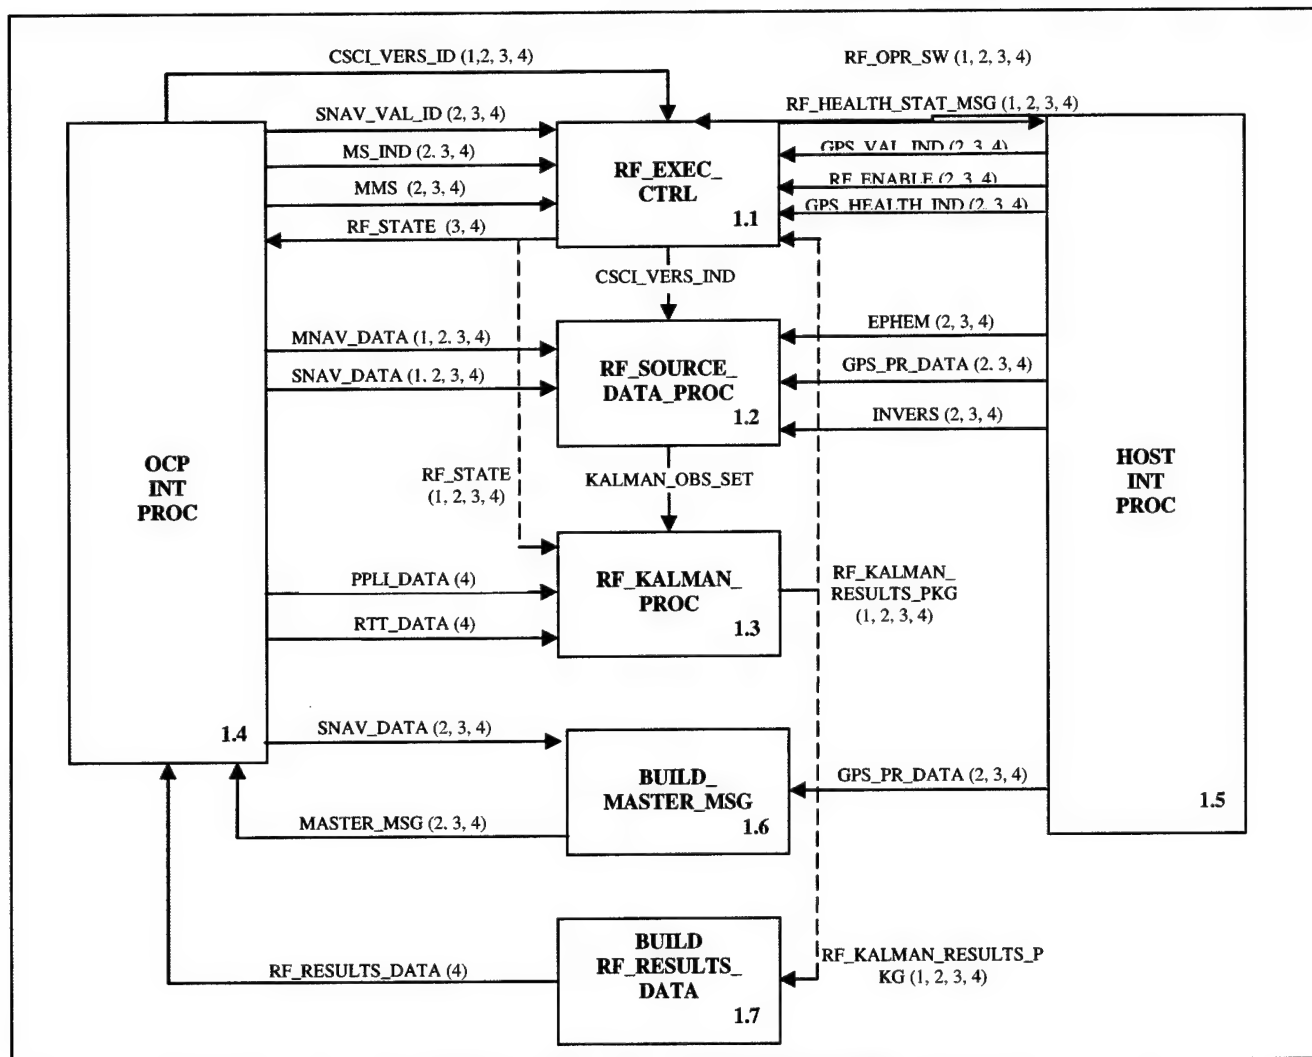 CSCI_VERS_ID (1,2, 3, 4)
RF_OPR_SW (1, 2, 3, 4)
SNAV_VAL_ID (2, 3, 4)
RF_HEALTH_STAT_MSG (1, 2, 3, 4)
MS_IND (2. 3, 4)
GPS_VAL_IND (2, 3, 4)
RF_EXEC_
CTRL
1.1
MMS (2, 3, 4)
RF_ENABLE (2, 3, 4)
GPS_HEALTH_IND (2, 3, 4)
RF_STATE (3, 4)
CSCI_VERS_IND
MNAV_DATA (1, 2. 3, 4)
EPHEM (2, 3, 4)
RF_SOURCE_
DATA_PROC
1.2
SNAV_DATA (1, 2, 3, 4)
GPS_PR_DATA (2. 3, 4)
INVERS (2, 3, 4)
OCP
INT
PROC
1.4
RF_STATE
(1, 2, 3, 4)
KALMAN_OBS_SET
HOST
INT
PROC
1.5
PPLI_DATA (4)
RF_KALMAN_
PROC
1.3
RF_KALMAN_
RESULTS_PKG
(1, 2, 3, 4)
RTT_DATA (4)
SNAV_DATA (2, 3, 4)
BUILD_
MASTER_MSG
1.6
GPS_PR_DATA (2, 3, 4)
MASTER_MSG (2, 3, 4)
BUILD
RF_RESULTS_
DATA
1.7
RF_RESULTS_DATA (4)
RF_KALMAN_RESULTS_P
KG (1, 2, 3, 4)